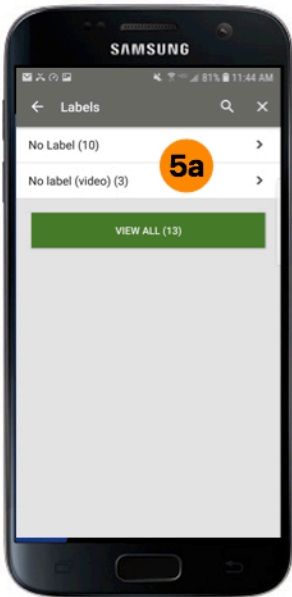 SAMSUNG
81% 11:44 AM
Labels
No Label (10)
5a
No label (video) (3)
VIEW ALL (13)